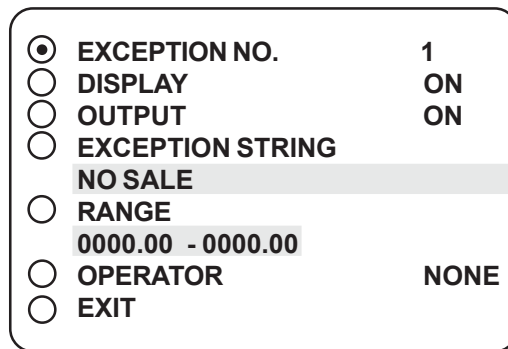 EXCEPTION NO. 1
DISPLAY ON
OUTPUT ON
EXCEPTION STRING
NO SALE
RANGE
0000.00 - 0000.00
OPERATOR NONE
EXIT